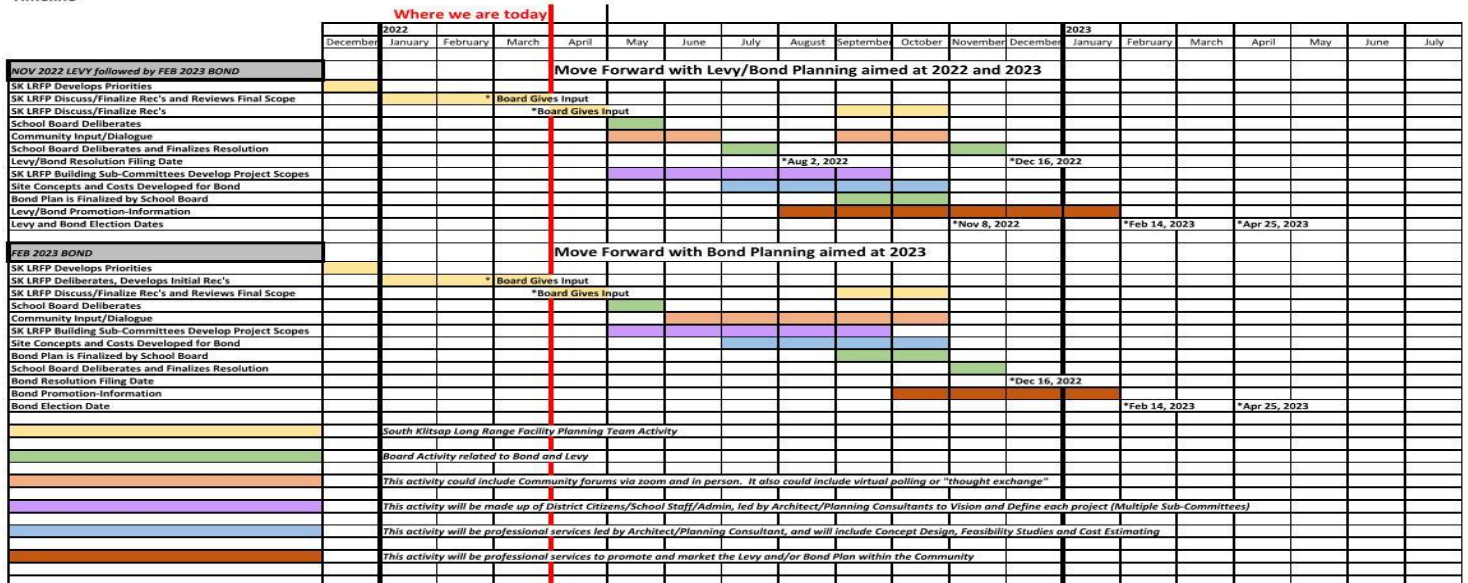 Timeline
Where we are today
2022 2023
December January February March April May June July August September October November December January February March April May June July
NOV 2022 LEVY followed by FEB 2023 BOND Move Forward with Levy/Bond Planning aimed at 2022 and 2023
SK LRFP Develops Priorities
SK LRFP Discuss/Finalize Rec's and Reviews Final Scope * Board Gives Input
SK LRFP Discuss/Finalize Rec's *Board Gives Input
School Board Deliberates
Community Input/Dialogue
School Board Deliberates and Finalizes Resolution
Levy/Bond Resolution Filing Date *Aug 2, 2022 *Dec 16, 2022
SK LRFP Building Sub-Committees Develop Project Scopes
Site Concepts and Costs Developed for Bond
Bond Plan is Finalized by School Board
Levy/Bond Promotion-Information
Levy and Bond Election Dates *Nov 8, 2022 *Feb 14, 2023 *Apr 25, 2023
FEB 2023 BOND Move Forward with Bond Planning aimed at 2023
SK LRFP Develops Priorities
SK LRFP Deliberates, Develops Initial Rec's * Board Gives Input
SK LRFP Discuss/Finalize Rec's and Reviews Final Scope *Board Gives Input
School Board Deliberates
Community Input/Dialogue
SK LRFP Building Sub-Committees Develop Project Scopes
Site Concepts and Costs Developed for Bond
Bond Plan is Finalized by School Board
School Board Deliberates and Finalizes Resolution
Bond Resolution Filing Date *Dec 16, 2022
Bond Promotion-Information
Bond Election Date *Feb 14, 2023 *Apr 25, 2023
South Klitsap Long Range Facility Planning Team Activity
Board Activity related to Bond and Levy
This activity could include Community forums via zoom and in person. It also could include virtual polling or "thought exchange"
This activity will be made up of District Citizens/School Staff/Admin, led by Architect/Planning Consultants to Vision and Define each project (Multiple Sub-Committees)
This activity will be professional services led by Architect/Planning Consultant, and will include Concept Design, Feasibility Studies and Cost Estimating
This activity will be professional services to promote and market the Levy and/or Bond Plan within the Community